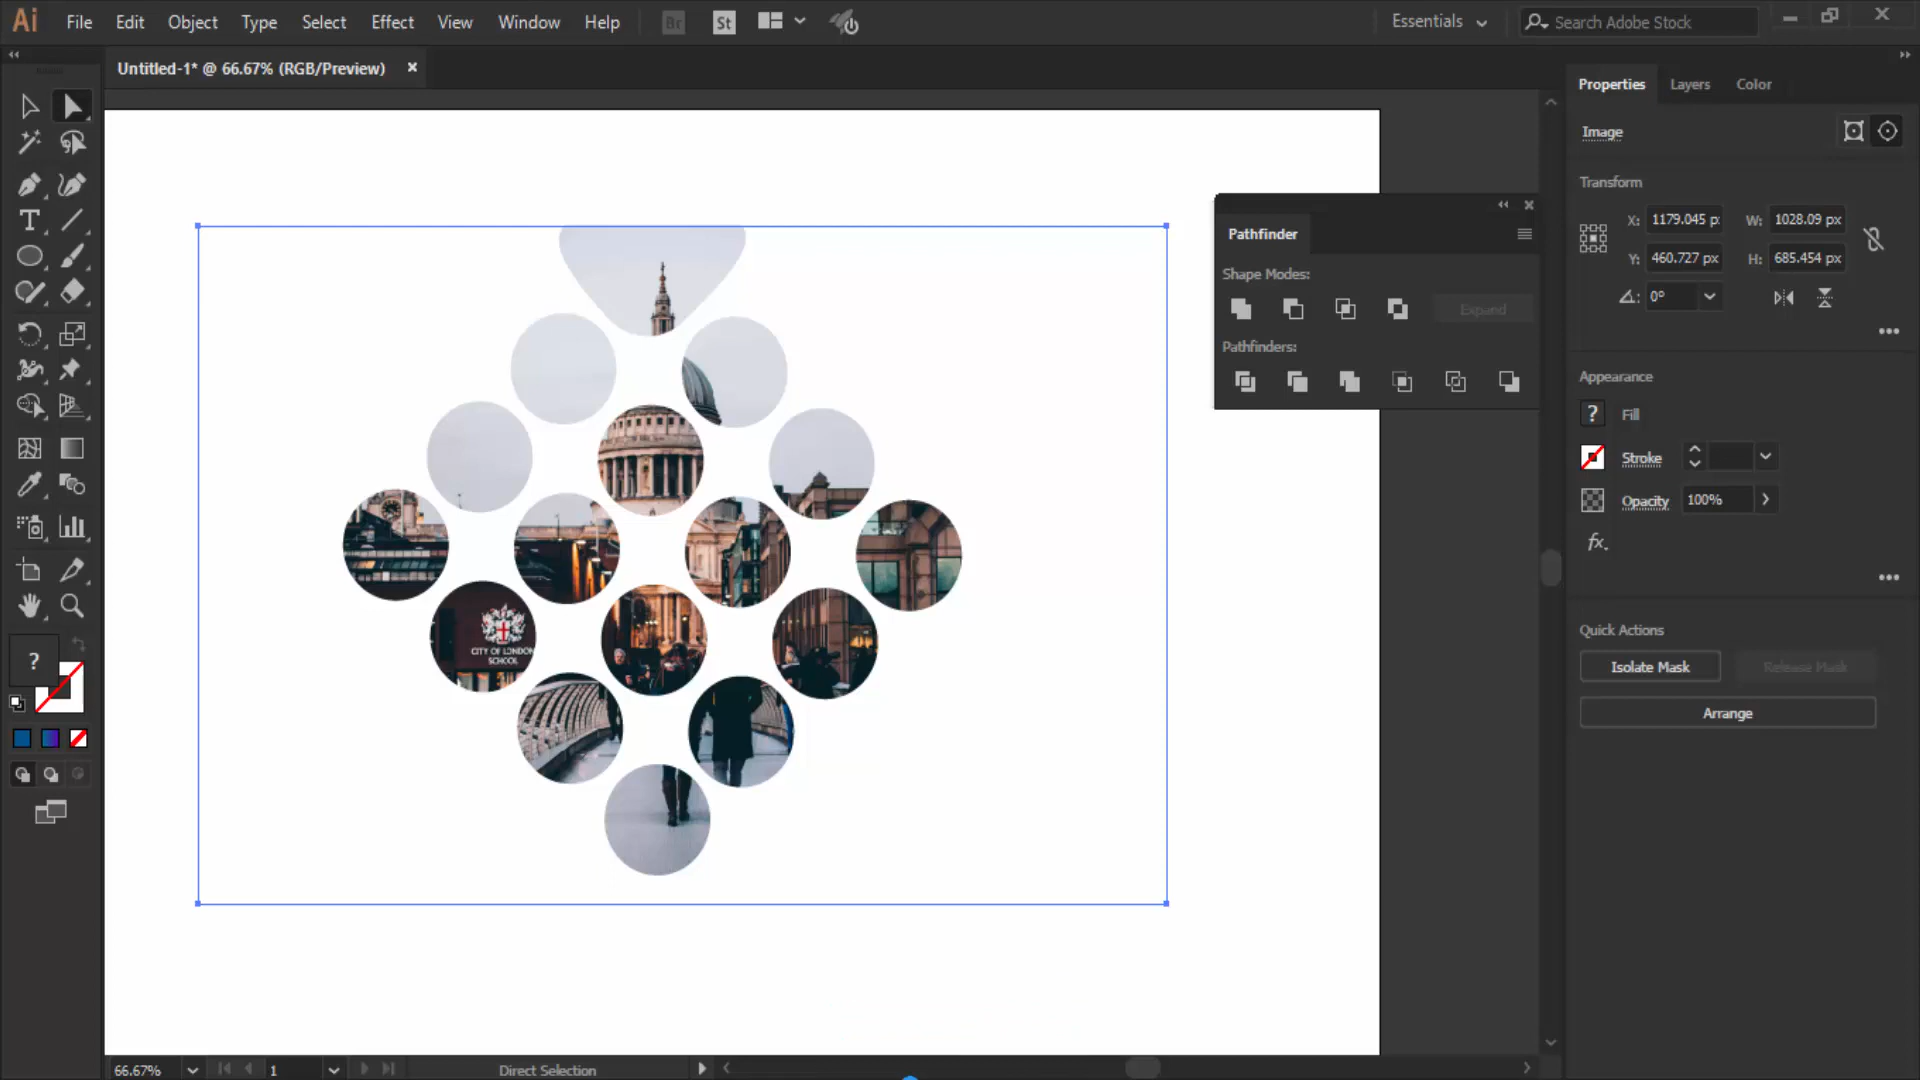 Ai File Edit Object Type Select Effect View Window Help Br St Essentials Search Adobe Stock
Untitled-1* @ 66.67% (RGB/Preview)
Properties Layers Color
Image
Transform
X: 1179.045 p W: 1028.09 px
Y: 460.727 px H: 685.454 px
0°
Pathfinder
Shape Modes:
Expand
Pathfinders:
Appearance
? Fill
Stroke
Opacity 100%
fx.
Quick Actions
Isolate Mask Release Mask
Arrange
?
CITY OF LONDON
SCHOOL
66.67% 1 Direct Selection